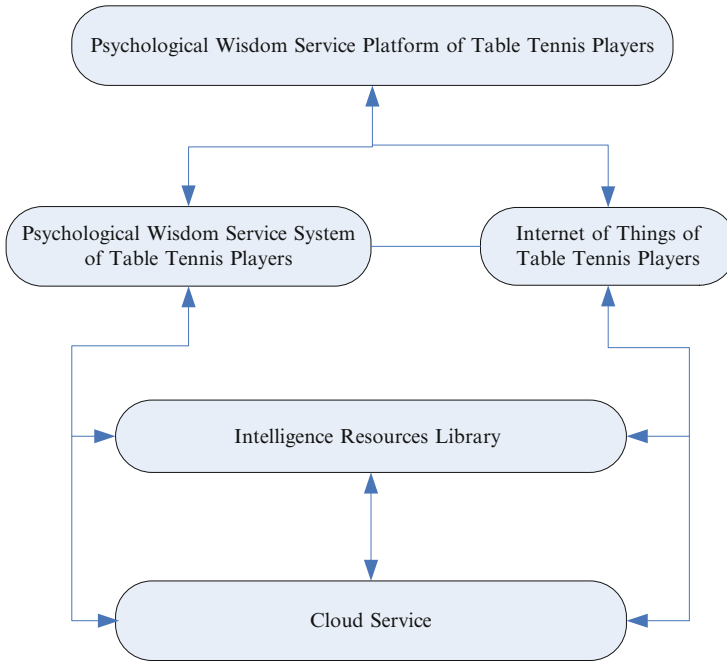 Psychological Wisdom Service Platform of Table Tennis Players
Psychological Wisdom Service System
of Table Tennis Players
Internet of Things of
Table Tennis Players
Intelligence Resources Library
Cloud Service